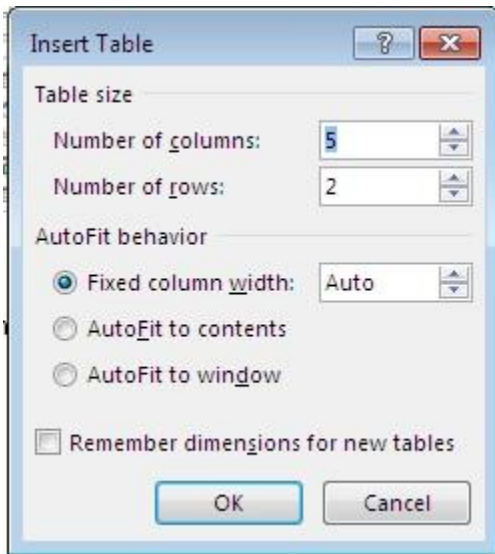 Insert Table
Table size
Number of columns: 5
Number of rows: 2
AutoFit behavior
Fixed column width: Auto
AutoFit to contents
AutoFit to window
Remember dimensions for new tables
OK Cancel